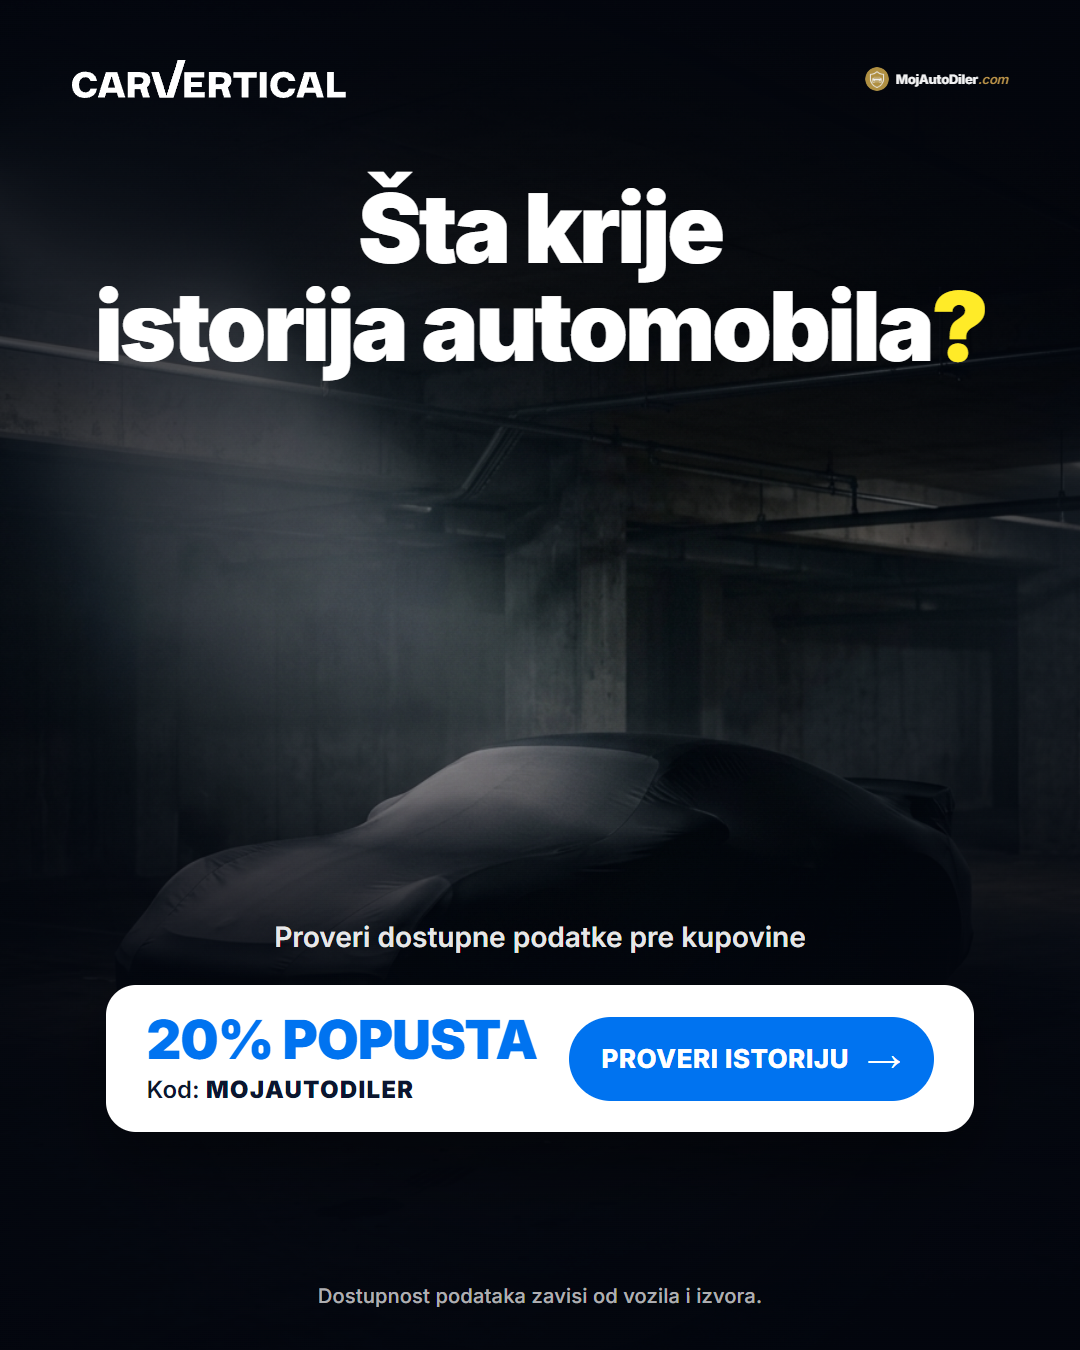 CARVERTICAL
MojAutoDiler.com
Šta krije
istorija automobila?
Proveri dostupne podatke pre kupovine
20% POPUSTA
Kod: MOJAUTODILER
PROVERI ISTORIJU →
Dostupnost podataka zavisi od vozila i izvora.